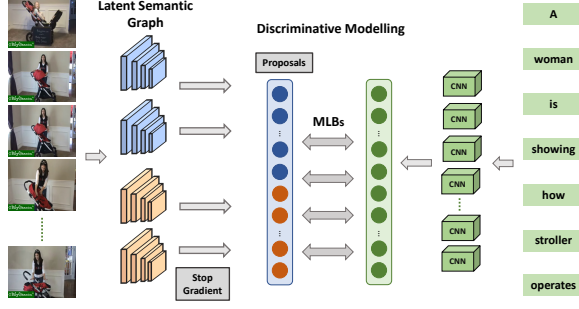 Latent Semantic
Graph
Discriminative Modelling
Proposals
MLBs
CNN
CNN
CNN
CNN
CNN
CNN
Stop
Gradient
A
woman
is
showing
how
stroller
operates